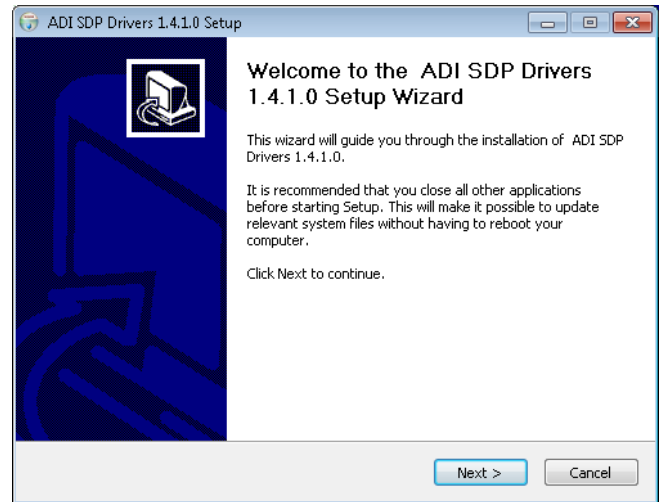 ADI SDP Drivers 1.4.1.0 Setup
Welcome to the ADI SDP Drivers
1.4.1.0 Setup Wizard
This wizard will guide you through the installation of ADI SDP
Drivers 1.4.1.0.
It is recommended that you close all other applications
before starting Setup. This will make it possible to update
relevant system files without having to reboot your
computer.
Click Next to continue.
Next >
Cancel